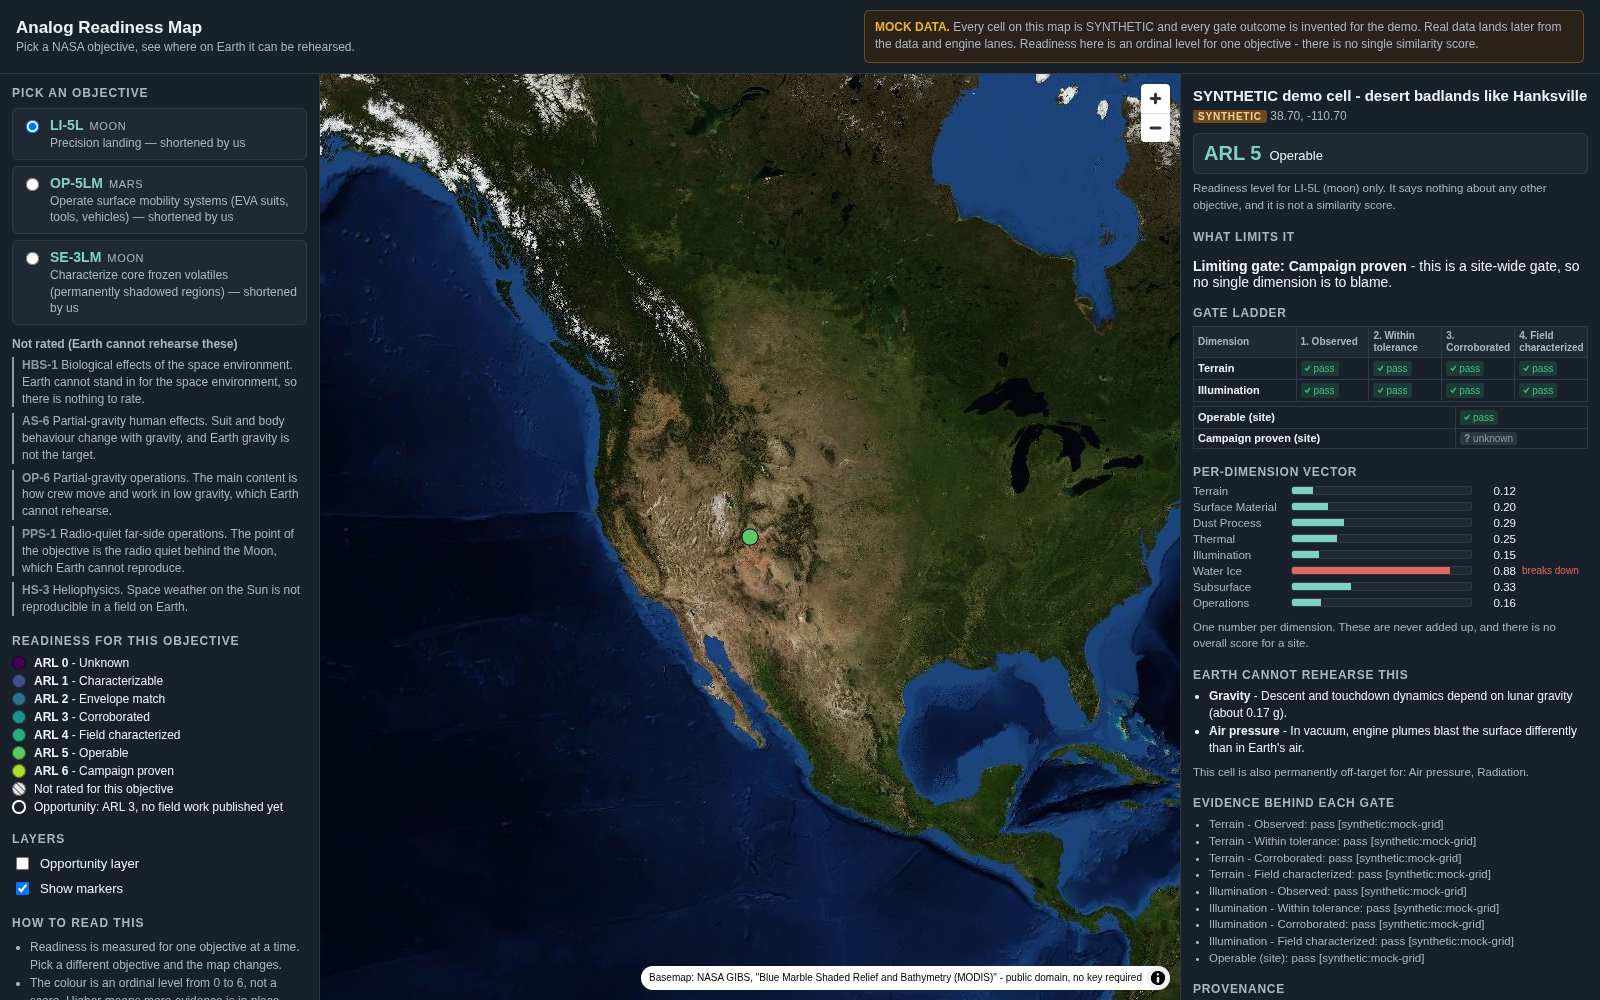 Analog Readiness Map
Pick a NASA objective, see where on Earth it can be rehearsed.
MOCK DATA. Every cell on this map is SYNTHETIC and every gate outcome is invented for the demo. Real data lands later from
the data and engine lanes. Readiness here is an ordinal level for one objective - there is no single similarity score.
PICK AN OBJECTIVE
LI-5L MOON
Precision landing — shortened by us
OP-5LM MARS
Operate surface mobility systems (EVA suits,
tools, vehicles) — shortened by us
SE-3LM MOON
Characterize core frozen volatiles
(permanently shadowed regions) — shortened
by us
Not rated (Earth cannot rehearse these)
HBS-1 Biological effects of the space environment.
Earth cannot stand in for the space environment, so
there is nothing to rate.
AS-6 Partial-gravity human effects. Suit and body
behaviour change with gravity, and Earth gravity is
not the target.
OP-6 Partial-gravity operations. The main content is
how crew move and work in low gravity, which Earth
cannot rehearse.
PPS-1 Radio-quiet far-side operations. The point of
the objective is the radio quiet behind the Moon,
which Earth cannot reproduce.
HS-3 Heliophysics. Space weather on the Sun is not
reproducible in a field on Earth.
READINESS FOR THIS OBJECTIVE
ARL 0 - Unknown
ARL 1 - Characterizable
ARL 2 - Envelope match
ARL 3 - Corroborated
ARL 4 - Field characterized
ARL 5 - Operable
ARL 6 - Campaign proven
Not rated for this objective
Opportunity: ARL 3, no field work published yet
LAYERS
Opportunity layer
Show markers
HOW TO READ THIS
Readiness is measured for one objective at a time.
Pick a different objective and the map changes.
The colour is an ordinal level from 0 to 6, not a
score. Higher means more evidence is in place
Basemap: NASA GIBS, "Blue Marble Shaded Relief and Bathymetry (MODIS)" - public domain, no key required
SYNTHETIC demo cell - desert badlands like Hanksville
SYNTHETIC 38.70, -110.70
ARL 5 Operable
Readiness level for LI-5L (moon) only. It says nothing about any other
objective, and it is not a similarity score.
WHAT LIMITS IT
Limiting gate: Campaign proven - this is a site-wide gate, so
no single dimension is to blame.
GATE LADDER
Dimension 1. Observed 2. Within tolerance 3. Corroborated 4. Field characterized
Terrain pass pass pass pass
Illumination pass pass pass pass
Operable (site) pass
Campaign proven (site) ? unknown
PER-DIMENSION VECTOR
Terrain 0.12
Surface Material 0.20
Dust Process 0.29
Thermal 0.25
Illumination 0.15
Water Ice 0.88 breaks down
Subsurface 0.33
Operations 0.16
One number per dimension. These are never added up, and there is no
overall score for a site.
EARTH CANNOT REHEARSE THIS
Gravity - Descent and touchdown dynamics depend on lunar gravity
(about 0.17 g).
Air pressure - In vacuum, engine plumes blast the surface differently
than in Earth's air.
This cell is also permanently off-target for: Air pressure, Radiation.
EVIDENCE BEHIND EACH GATE
Terrain - Observed: pass [synthetic:mock-grid]
Terrain - Within tolerance: pass [synthetic:mock-grid]
Terrain - Corroborated: pass [synthetic:mock-grid]
Terrain - Field characterized: pass [synthetic:mock-grid]
Illumination - Observed: pass [synthetic:mock-grid]
Illumination - Within tolerance: pass [synthetic:mock-grid]
Illumination - Corroborated: pass [synthetic:mock-grid]
Illumination - Field characterized: pass [synthetic:mock-grid]
Operable (site): pass [synthetic:mock-grid]
PROVENANCE